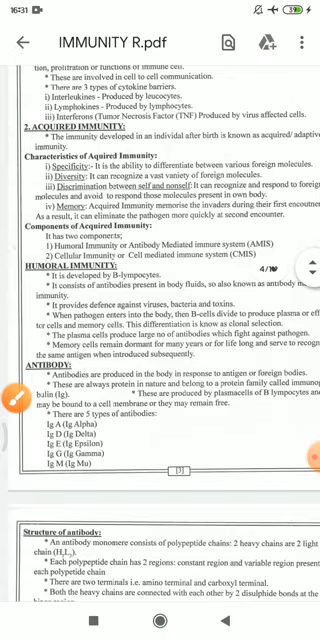 16:31
39
IMMUNITY R.pdf
tion, prolifration or functions of immune cell.
* These are involved in cell to cell communication.
* There are 3 types of cytokine barriers.
i) Interleukines - Produced by leucocytes.
ii) Lymphokines - Produced by lymphocytes.
iii) Interferons (Tumor Necrosis Factor (TNF) Produced by virus affected cells.
2. ACQUIRED IMMUNITY:
* The immunity developed in an individual after birth is known as acquired/ adaptive
immunity.
Characteristics of Aquired Immunity:
i) Specificity:- It is the ability to differentiate between various foreign molecules.
ii) Diversity: It can recognize a vast vaniety of foreign molecules.
iii) Discrimination between self and nonself: It can recognize and respond to foreign
molecules and avoid to respond those molecules present in own body.
iv) Memory: Acquired Immunity memorise the invaders during their first encoutner
As a result, it can eliminate the pathogen more quickly at second encounter.
Components of Acquired Immunity:
It has two components;
1) Humoral Immunity or Antibody Mediated immune system (AMIS)
2) Cellular Immunity or Cell mediated immune system (CMIS)
HUMORAL IMMUNITY:
4/10
* It is developed by B-lympocytes.
* It consists of antibodies present in body fluids, so also known as antibody m
immunity.
* It provides defence against viruses, bacteria and toxins.
* When pathogen enters into the body, then B-cells divide to produce plasma or eff
tor cells and memory cells. This differentiation is know as clonal selection.
* The plasma cells produce large no of antibodies which fight against pathogen.
* Memory cells remain dormant for many years or for life long and serve to recogn
the same antigen when introduced subsequently.
ANTIBODY:
* Antibodies are produced in the body in response to antigen or foreign bodies.
* These are always protein in nature and belong to a protein family called immunog
balin (Ig). * These are produced by plasmacells of B lympocytes and
may be bound to a cell membrane or they may remain free.
* There are 5 types of antibodies:
Ig A (Ig Alpha)
Ig D (Ig Delta)
Ig E (Ig Epsilon)
Ig G (Ig Gamma)
Ig M (Ig Mu)
[3]
Structure of antibody:
* An antibody monomere consists of polypeptide chains: 2 heavy chains are 2 light
chain (H₂L₂)
* Each polypeptide chain has 2 regions: constant region and variable region present
each polypetide chain
* There are two terminals i.e. amino terminal and carboxyl terminal.
* Both the heavy chains are connected with each other by 2 disulphide bonds at the